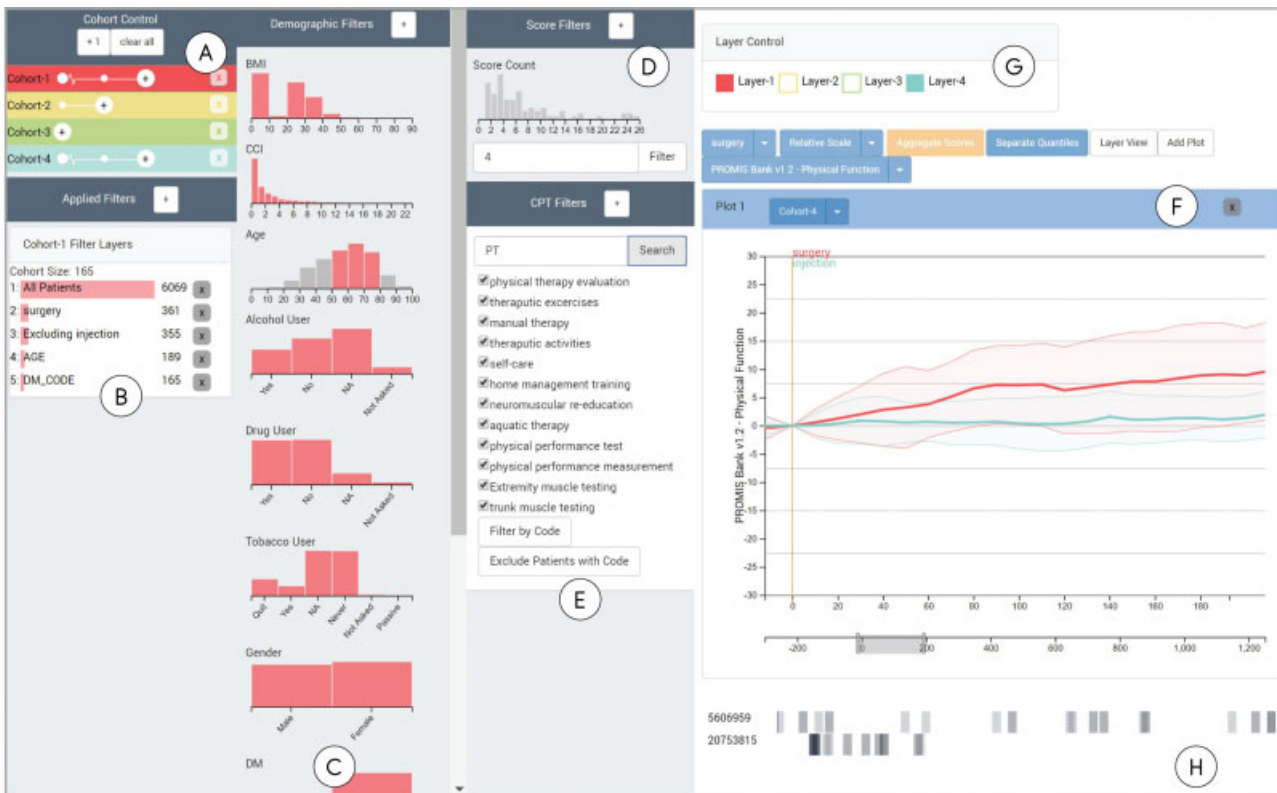 Cohort Control
+ 1 clear all
A
Cohort-1 + x
Cohort-2 + x
Cohort-3 + x
Cohort-4 + x
Applied Filters +
Cohort-1 Filter Layers
Cohort Size: 165
1: All Patients 6069 x
2: surgery 361 x
3: Excluding injection 355 x
4: AGE 189 x
5: DM_CODE 165 x
B
Demographic Filters +
BMI
0 10 20 30 40 50 60 70 80 90
CCI
0 2 4 6 8 10 12 14 16 18 20 22
Age
0 10 20 30 40 50 60 70 80 90 100
Alcohol User
Yes No NA Not Asked
Drug User
Yes No NA Not Asked
Tobacco User
Quit Yes NA Never Not Asked Passive
Gender
Male Female
DM
C
Score Filters +
Score Count
D
0 2 4 6 8 10 12 14 16 18 20 22 24 26
4 Filter
CPT Filters +
PT Search
physical therapy evaluation
theraputic excercises
manual therapy
theraputic activities
self-care
home management training
neuromuscular re-education
aquatic therapy
physical performance test
physical performance measurement
Extremity muscle testing
trunk muscle testing
Filter by Code
Exclude Patients with Code
E
Layer Control
G
Layer-1 Layer-2 Layer-3 Layer-4
surgery Relative Scale Aggregate Scores Separate Quantiles Layer View Add Plot
PROMIS Bank v1.2 - Physical Function
Plot 1 Cohort-4 F x
surgery
injection
PROMIS Bank v1.2 - Physical Function
30
25
20
15
10
5
0
-5
-10
-15
-20
-25
-30
0 20 40 60 80 100 120 140 160 180
-200 0 200 400 600 800 1,000 1,200
5606959
20753815
H